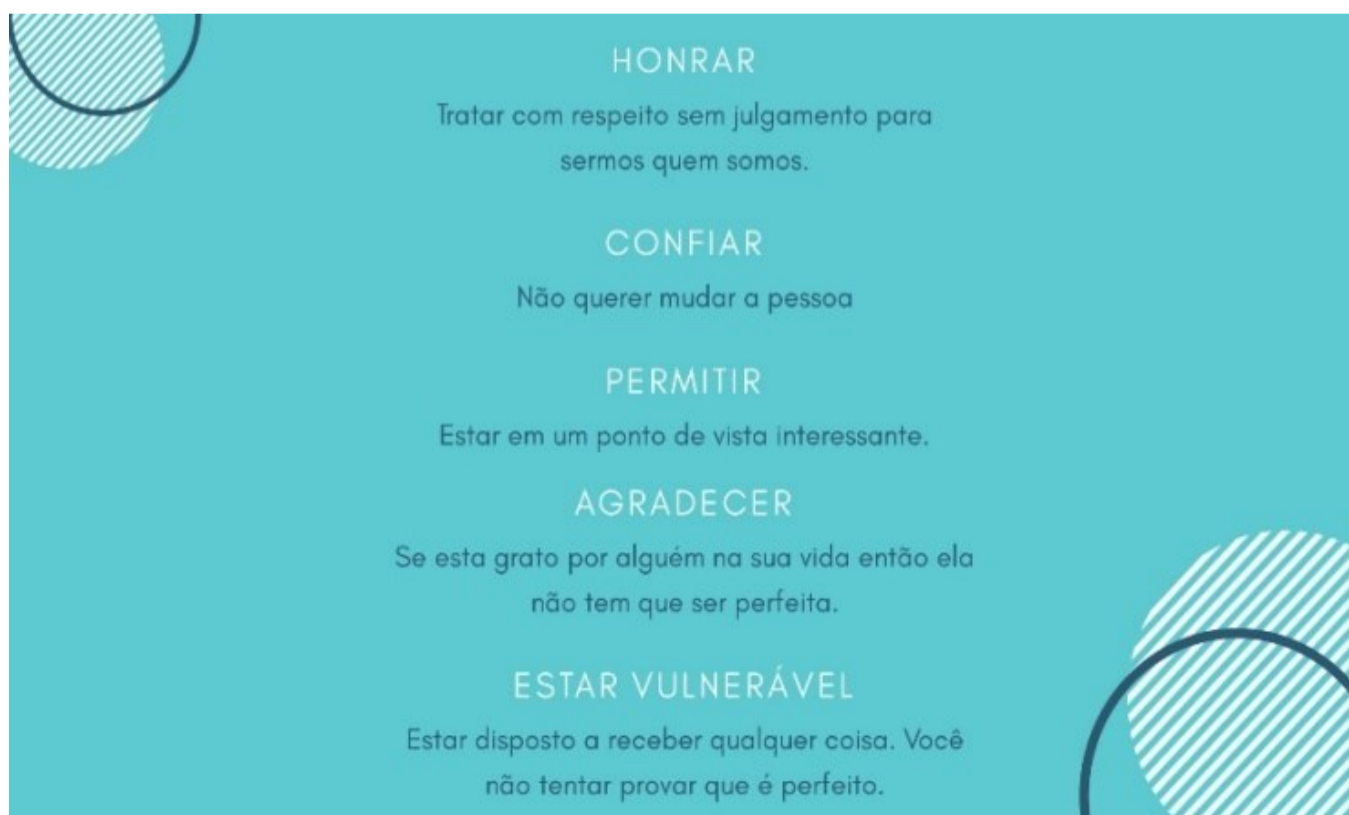 HONRAR
Tratar com respeito sem julgamento para
sermos quem somos.
CONFIAR
Não querer mudar a pessoa
PERMITIR
Estar em um ponto de vista interessante.
AGRADECER
Se esta grato por alguém na sua vida então ela
não tem que ser perfeita.
ESTAR VULNERÁVEL
Estar disposto a receber qualquer coisa. Você
não tentar provar que é perfeito.